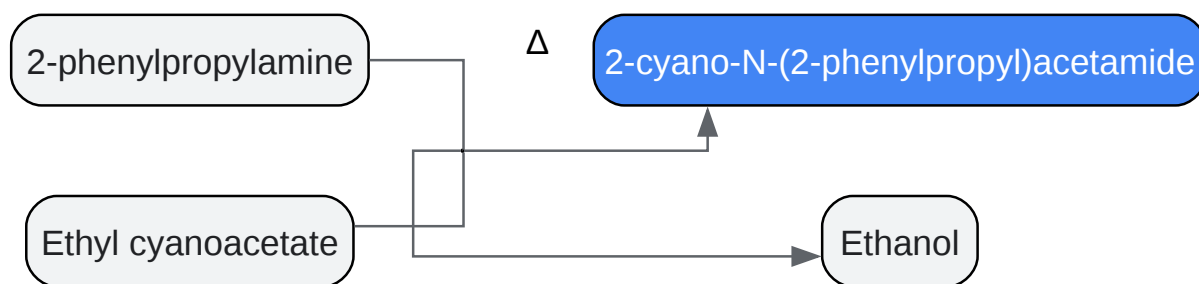 2-phenylpropylamine
Δ
2-cyano-N-(2-phenylpropyl)acetamide
Ethyl cyanoacetate
Ethanol